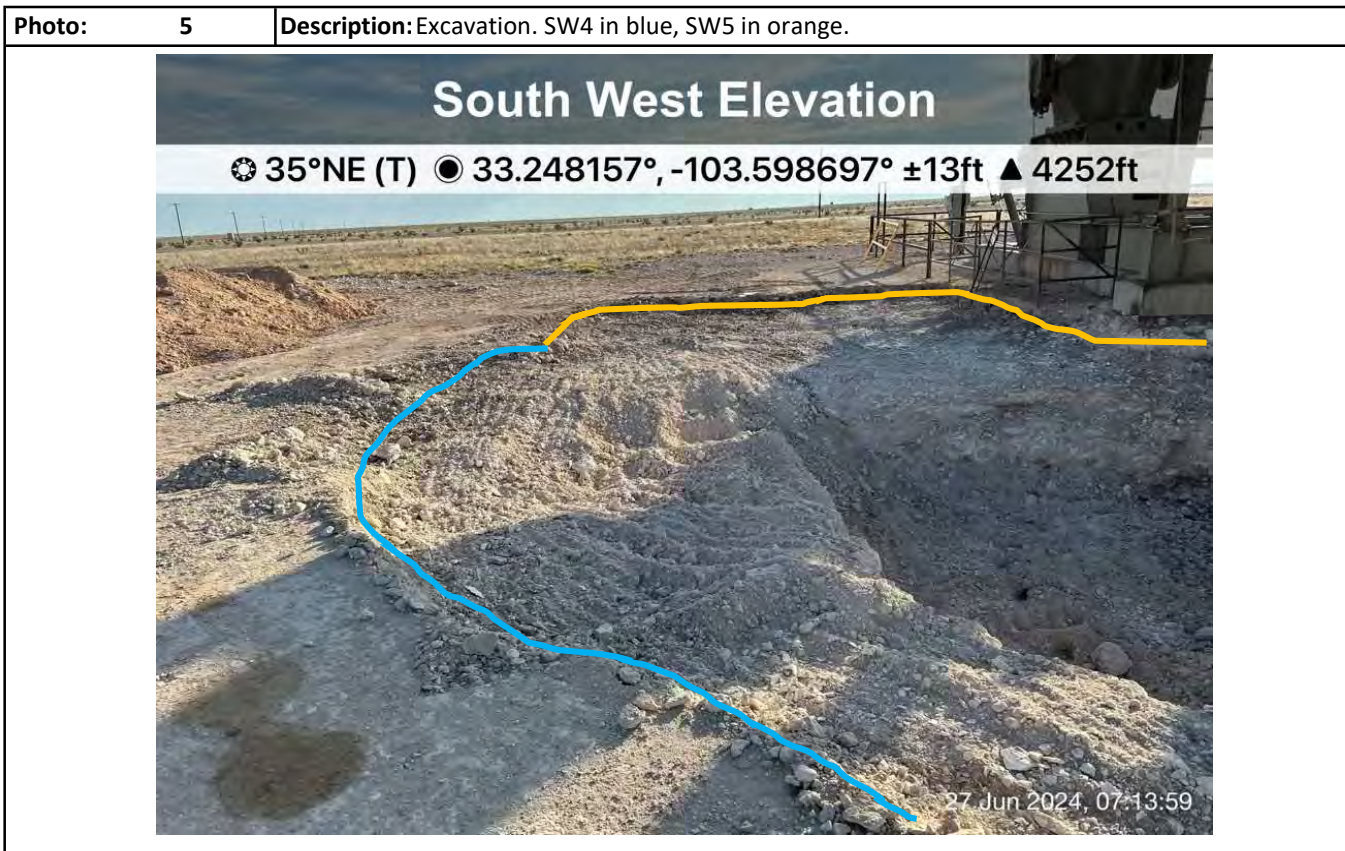 Photo: 5 Description: Excavation. SW4 in blue, SW5 in orange.
South West Elevation
35°NE (T) 33.248157°, -103.598697° ±13ft ▲ 4252ft
27 Jun 2024, 07:13:59